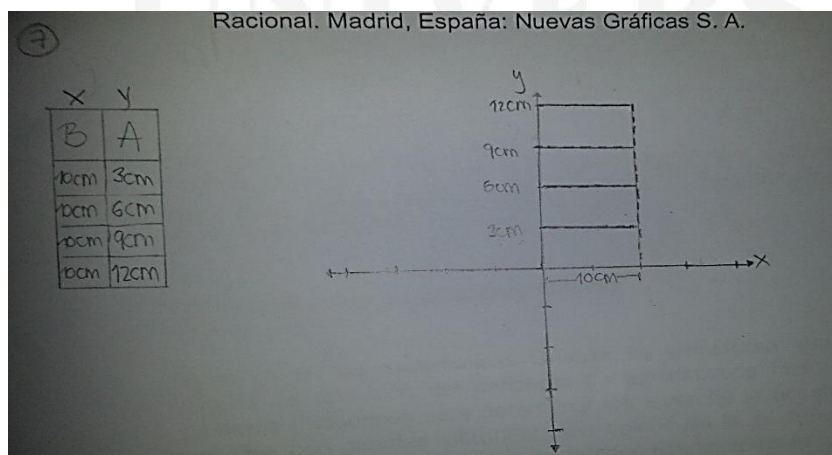 Racional. Madrid, España: Nuevas Gráficas S. A.
7
X Y
B A
10cm 3cm
10cm 6cm
10cm 9cm
10cm 12cm
y
12cm
9cm
6cm
3cm
X
10cm